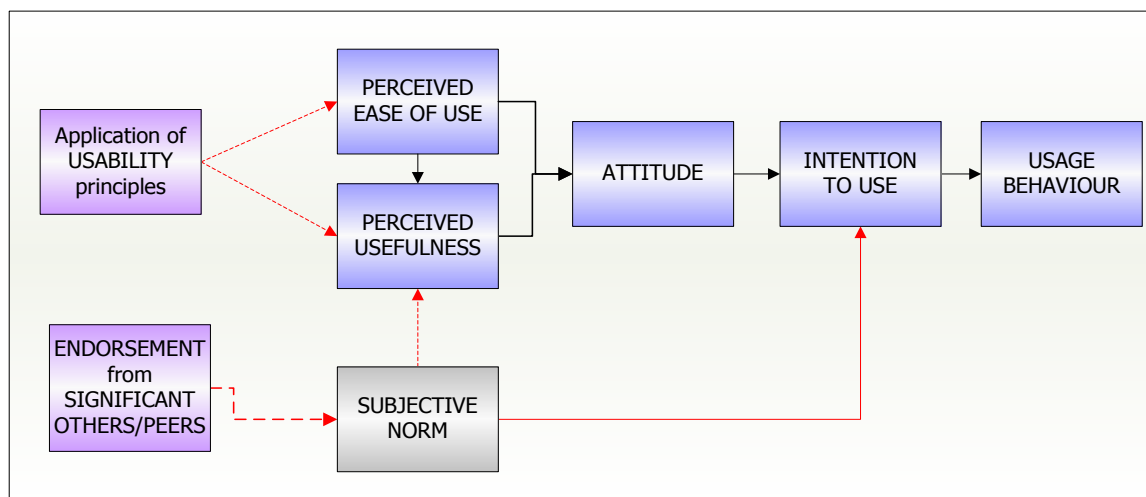 PERCEIVED
EASE OF USE
Application of
USABILITY
principles
ATTITUDE
INTENTION
TO USE
USAGE
BEHAVIOUR
PERCEIVED
USEFULNESS
ENDORSEMENT
from
SIGNIFICANT
OTHERS/PEERS
SUBJECTIVE
NORM